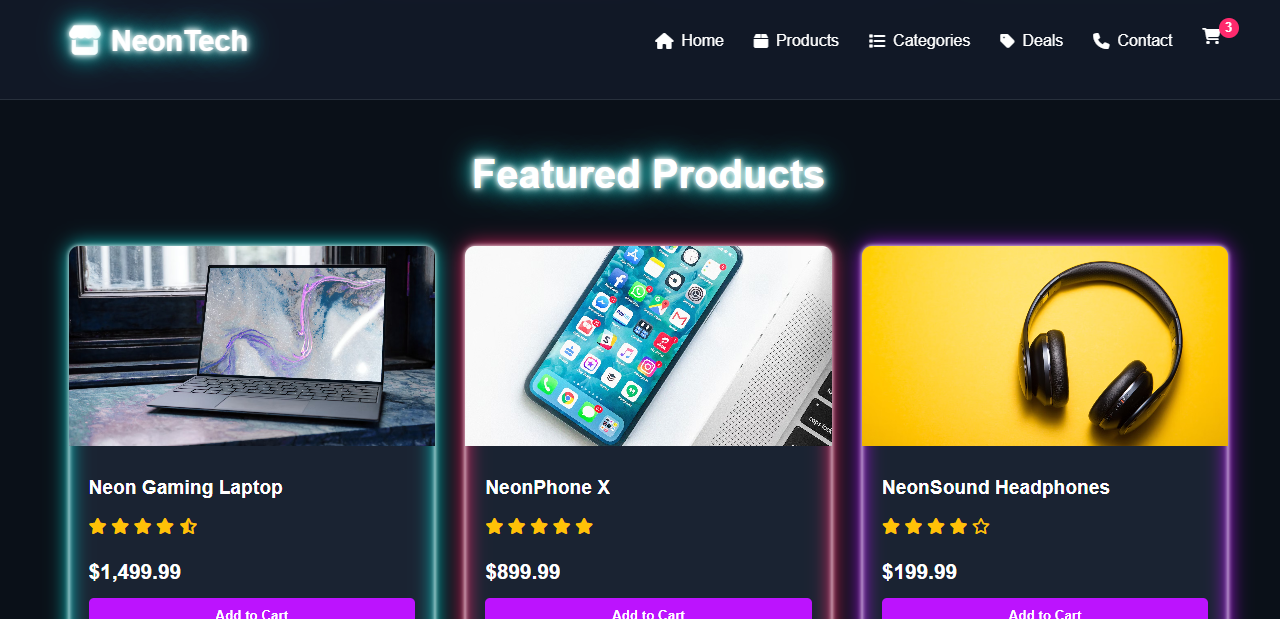 NeonTech
Home Products Categories Deals Contact 3
Featured Products
Neon Gaming Laptop
$1,499.99
Add to Cart
NeonPhone X
$899.99
Add to Cart
NeonSound Headphones
$199.99
Add to Cart